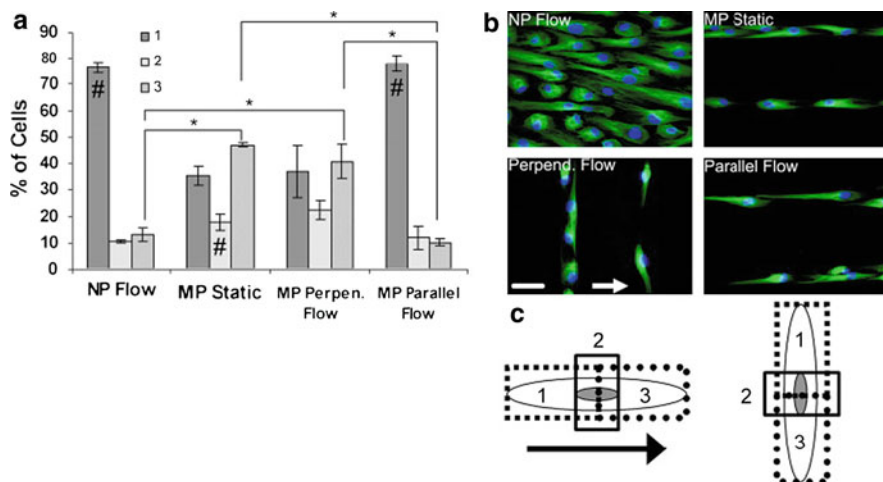 a
% of Cells
90
80
70
60
50
40
30
20
10
0
1
2
3
#
#
#
*
*
*
*
NP Flow
MP Static
MP Perpen. Flow
MP Parallel Flow
b
NP Flow
MP Static
Perpend. Flow
Parallel Flow
c
2
1
3
1
2
3